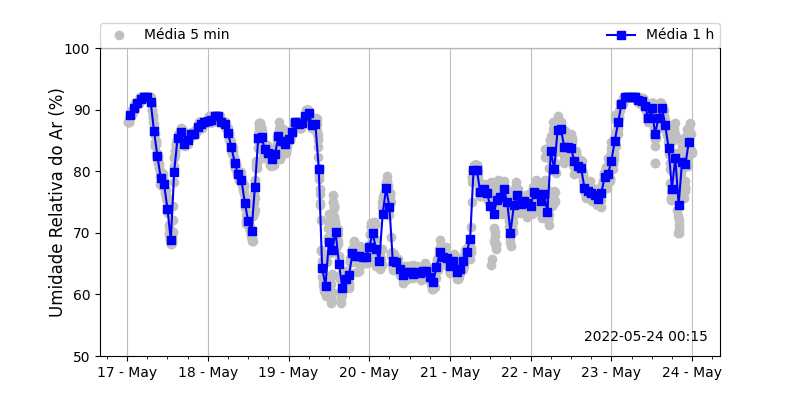 Média 5 min
Média 1 h
100
90
80
70
60
50
Umidade Relativa do Ar (%)
2022-05-24 00:15
17 - May
18 - May
19 - May
20 - May
21 - May
22 - May
23 - May
24 - May